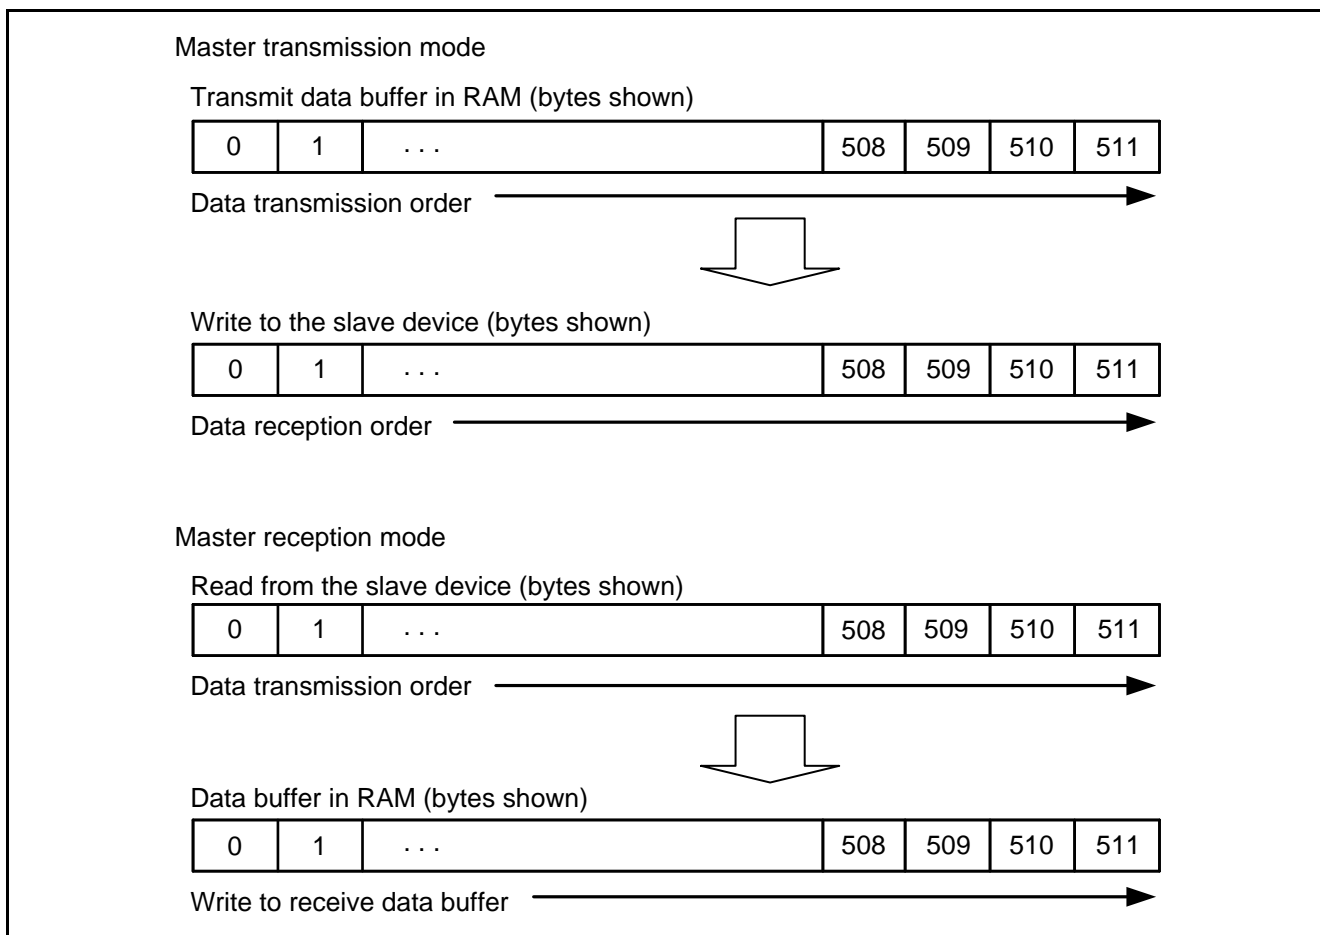 Master transmission mode
Transmit data buffer in RAM (bytes shown)
0 1 . . . 508 509 510 511
Data transmission order
Write to the slave device (bytes shown)
0 1 . . . 508 509 510 511
Data reception order
Master reception mode
Read from the slave device (bytes shown)
0 1 . . . 508 509 510 511
Data transmission order
Data buffer in RAM (bytes shown)
0 1 . . . 508 509 510 511
Write to receive data buffer